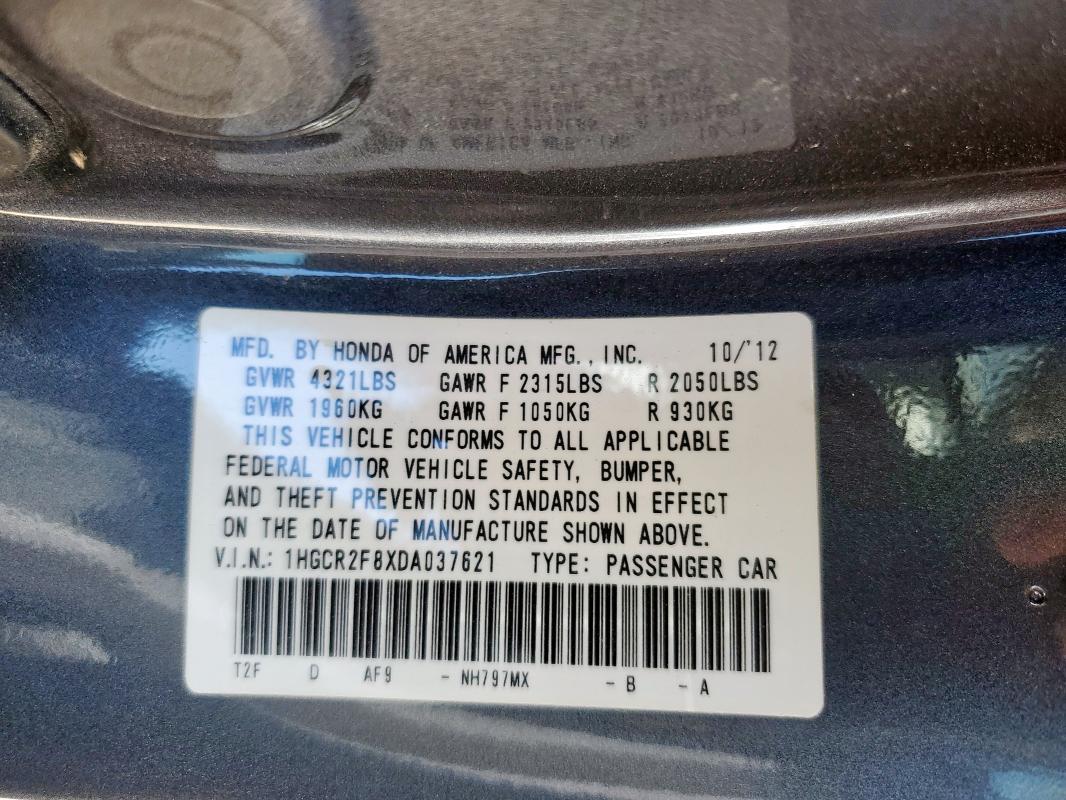 MFD. BY HONDA OF AMERICA MFG., INC. 10/'12
GVWR 4321LBS GAWR F 2315LBS R 2050LBS
GVWR 1960KG GAWR F 1050KG R 930KG
THIS VEHICLE CONFORMS TO ALL APPLICABLE
FEDERAL MOTOR VEHICLE SAFETY, BUMPER,
AND THEFT PREVENTION STANDARDS IN EFFECT
ON THE DATE OF MANUFACTURE SHOWN ABOVE.
V.I.N.: 1HGCR2F8XDA037621 TYPE: PASSENGER CAR
T2F D AF9 - NH797MX - B - A